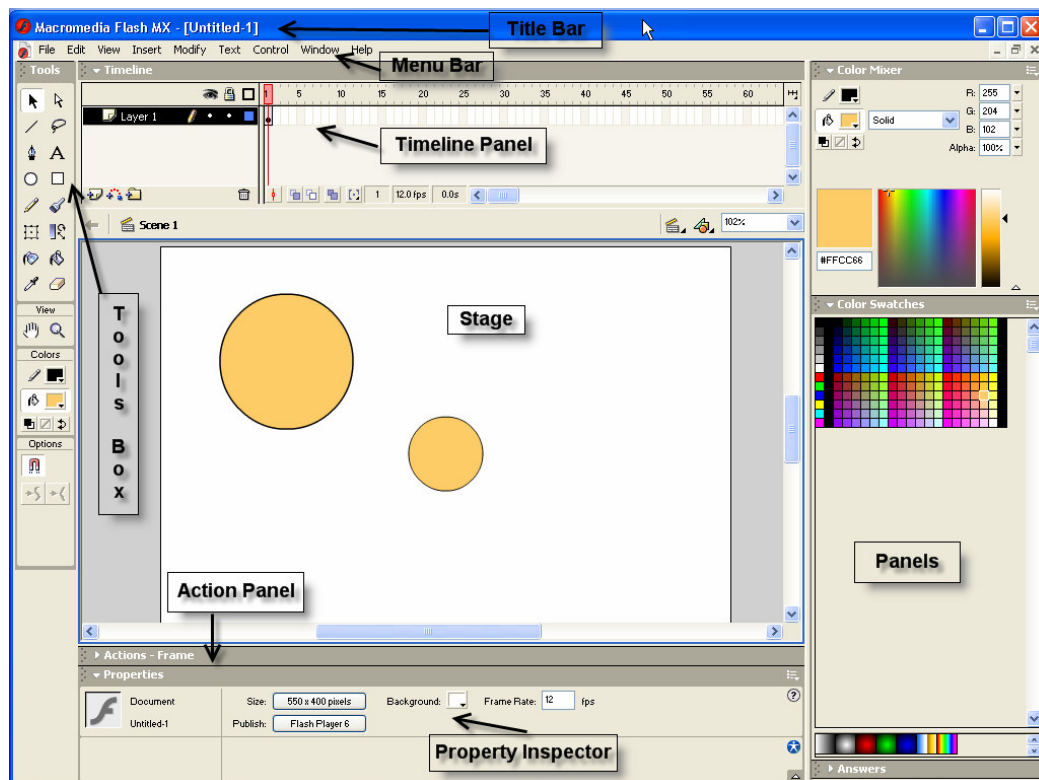 Macromedia Flash MX - [Untitled-1]
Title Bar
File Edit View Insert Modify Text Control Window Help
Menu Bar
Tools
Timeline
Color Mixer
1 5 10 15 20 25 30 35 40 45 50 55 60
Layer 1
Timeline Panel
1 12.0 fps 0.0s
R: 255
G: 204
B: 102
Solid
Alpha: 100%
#FFCC66
Scene 1
102%
View
Colors
Options
Tools Box
Stage
Color Swatches
Panels
Action Panel
Actions - Frame
Properties
Document
Size: 550 x 400 pixels
Background:
Frame Rate: 12 fps
Untitled-1
Publish: Flash Player 6
Property Inspector
Answers